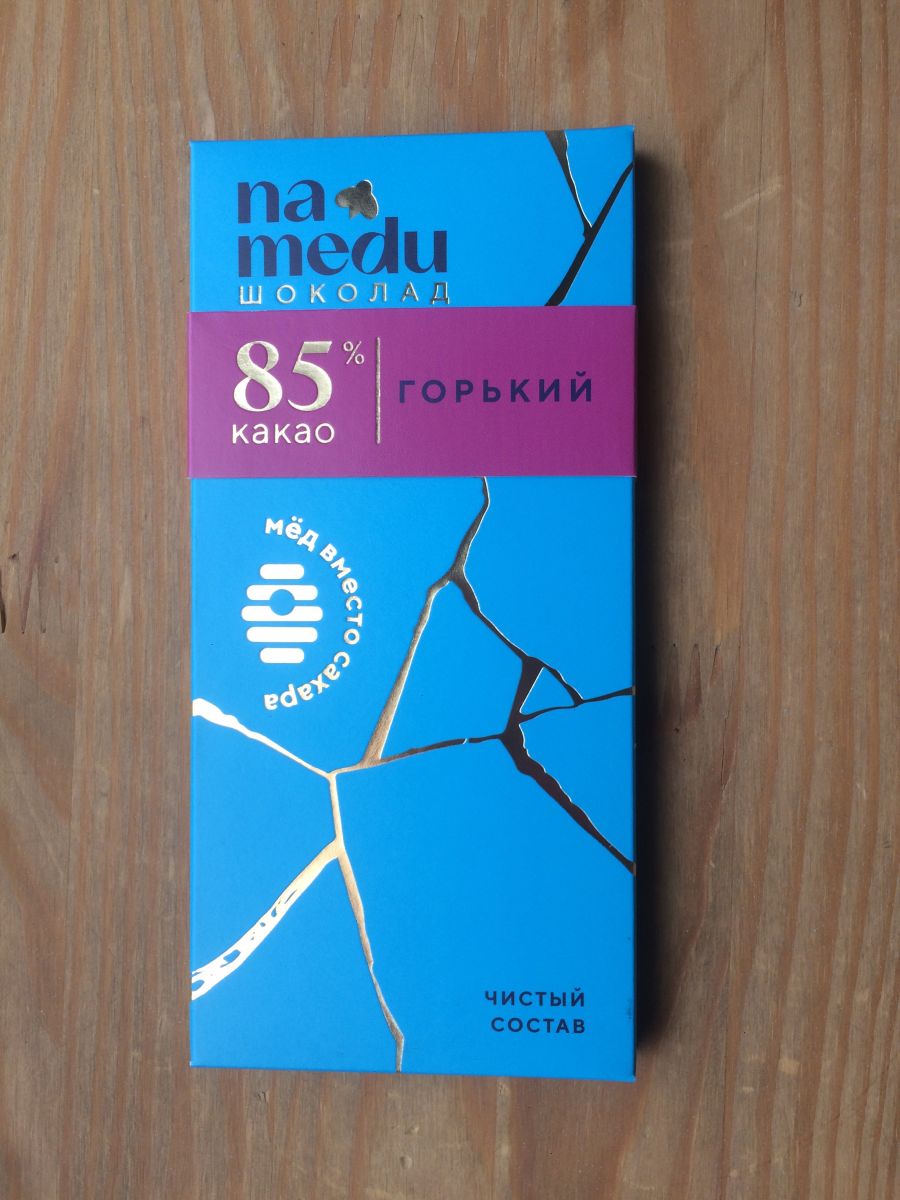 na
medu
ШОКОЛАД
85%
какао
ГОРЬКИЙ
мёд вместо сахара
ЧИСТЫЙ
СОСТАВ